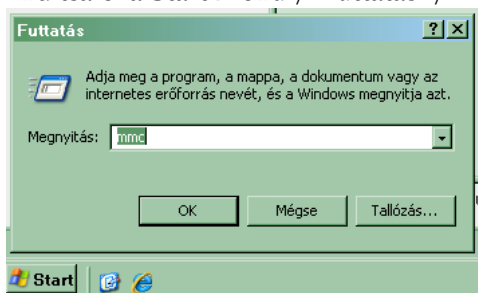 Futtatás
Adja meg a program, a mappa, a dokumentum vagy az
internetes erőforrás nevét, és a Windows megnyitja azt.
Megnyitás: mmc
OK Mégse Tallózás...
Start